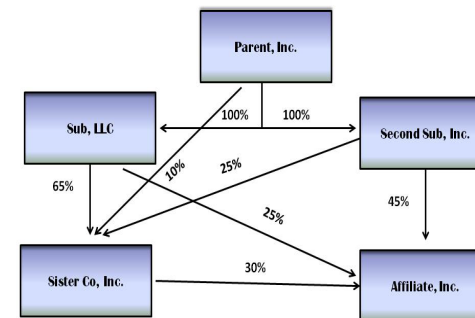 Parent, Inc.
100% 100%
Sub, LLC
Second Sub, Inc.
10%
25%
65%
25%
45%
30%
Sister Co, Inc.
Affiliate, Inc.